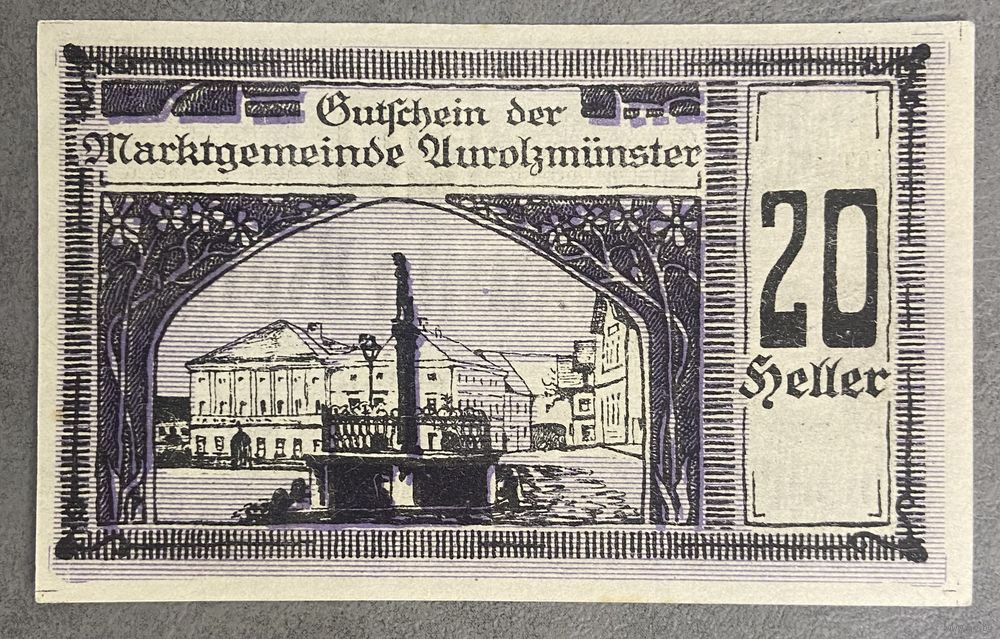 Gutschein der
Marktgemeinde Aurolzmünster
20
Heller